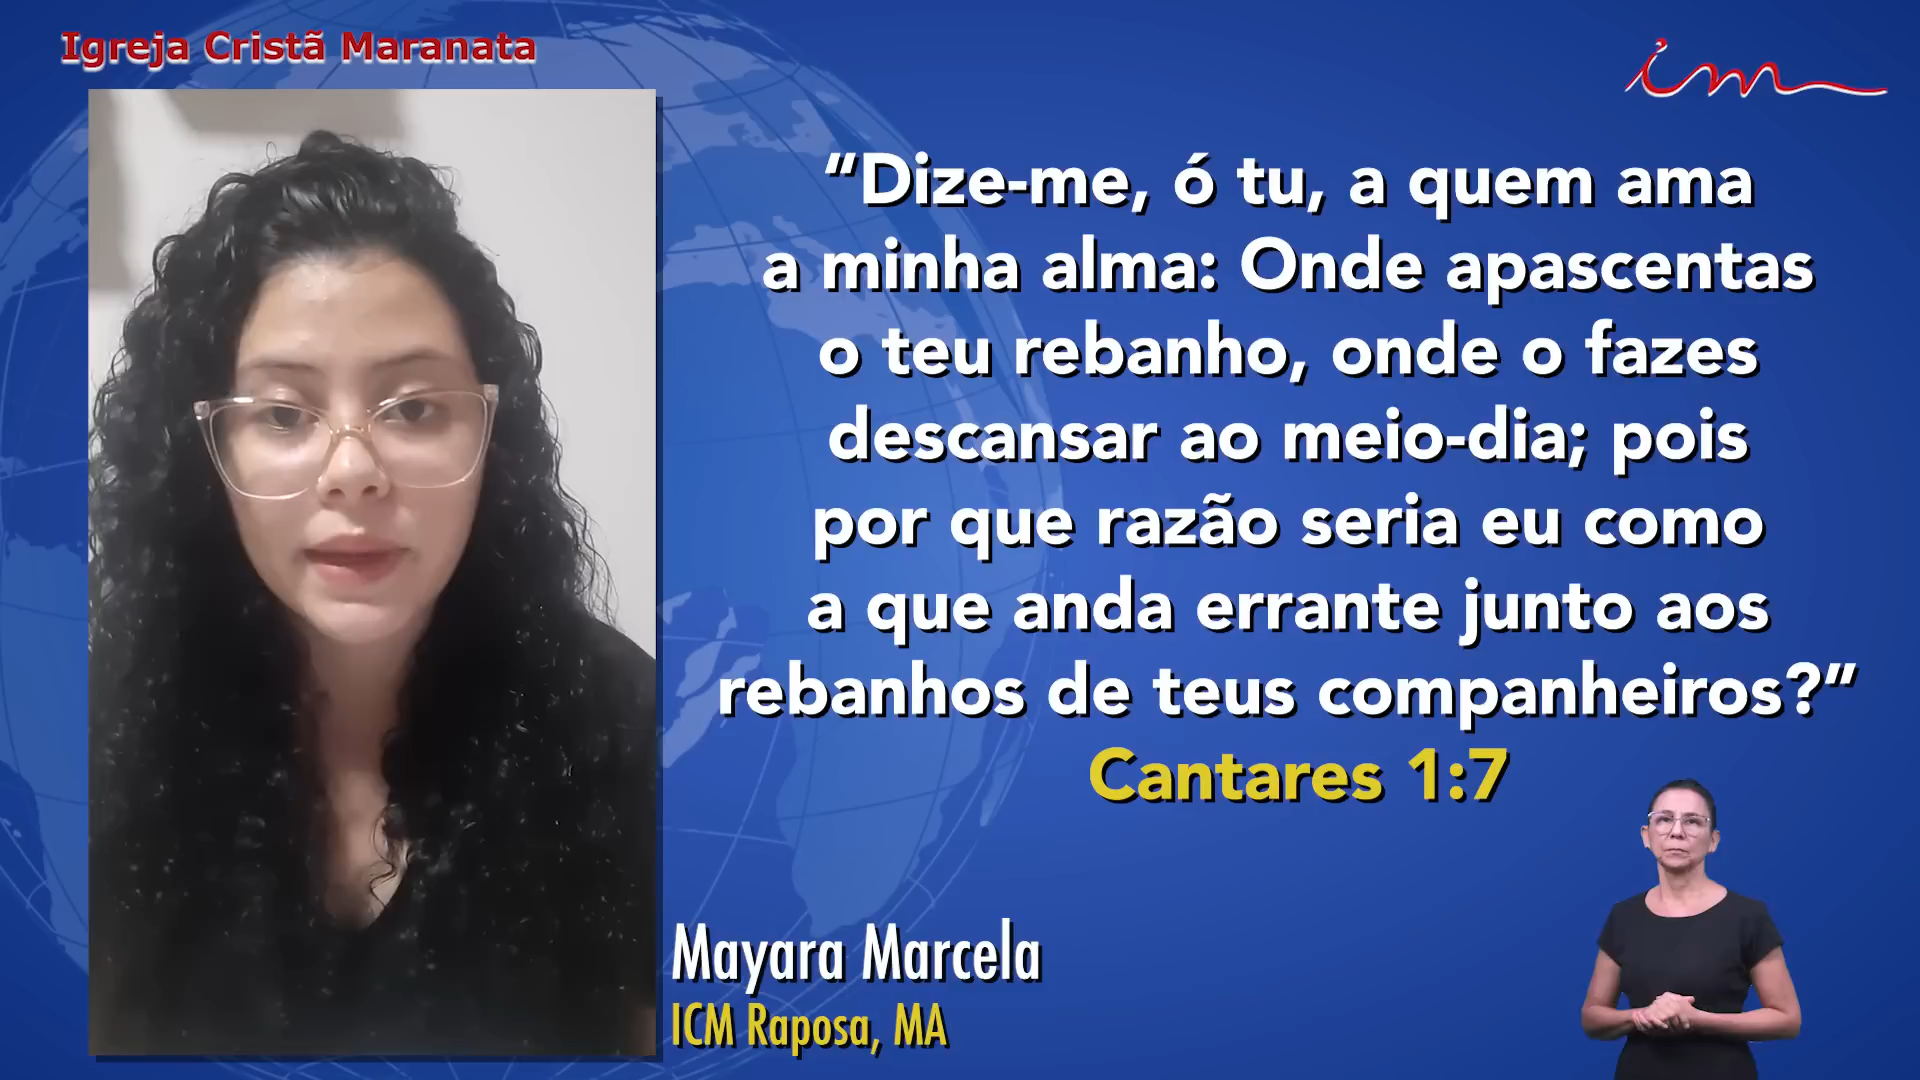 Igreja Cristã Maranata
im
“Dize-me, ó tu, a quem ama
a minha alma: Onde apascentas
o teu rebanho, onde o fazes
descansar ao meio-dia; pois
por que razão seria eu como
a que anda errante junto aos
rebanhos de teus companheiros?”
Cantares 1:7
Mayara Marcela
ICM Raposa, MA